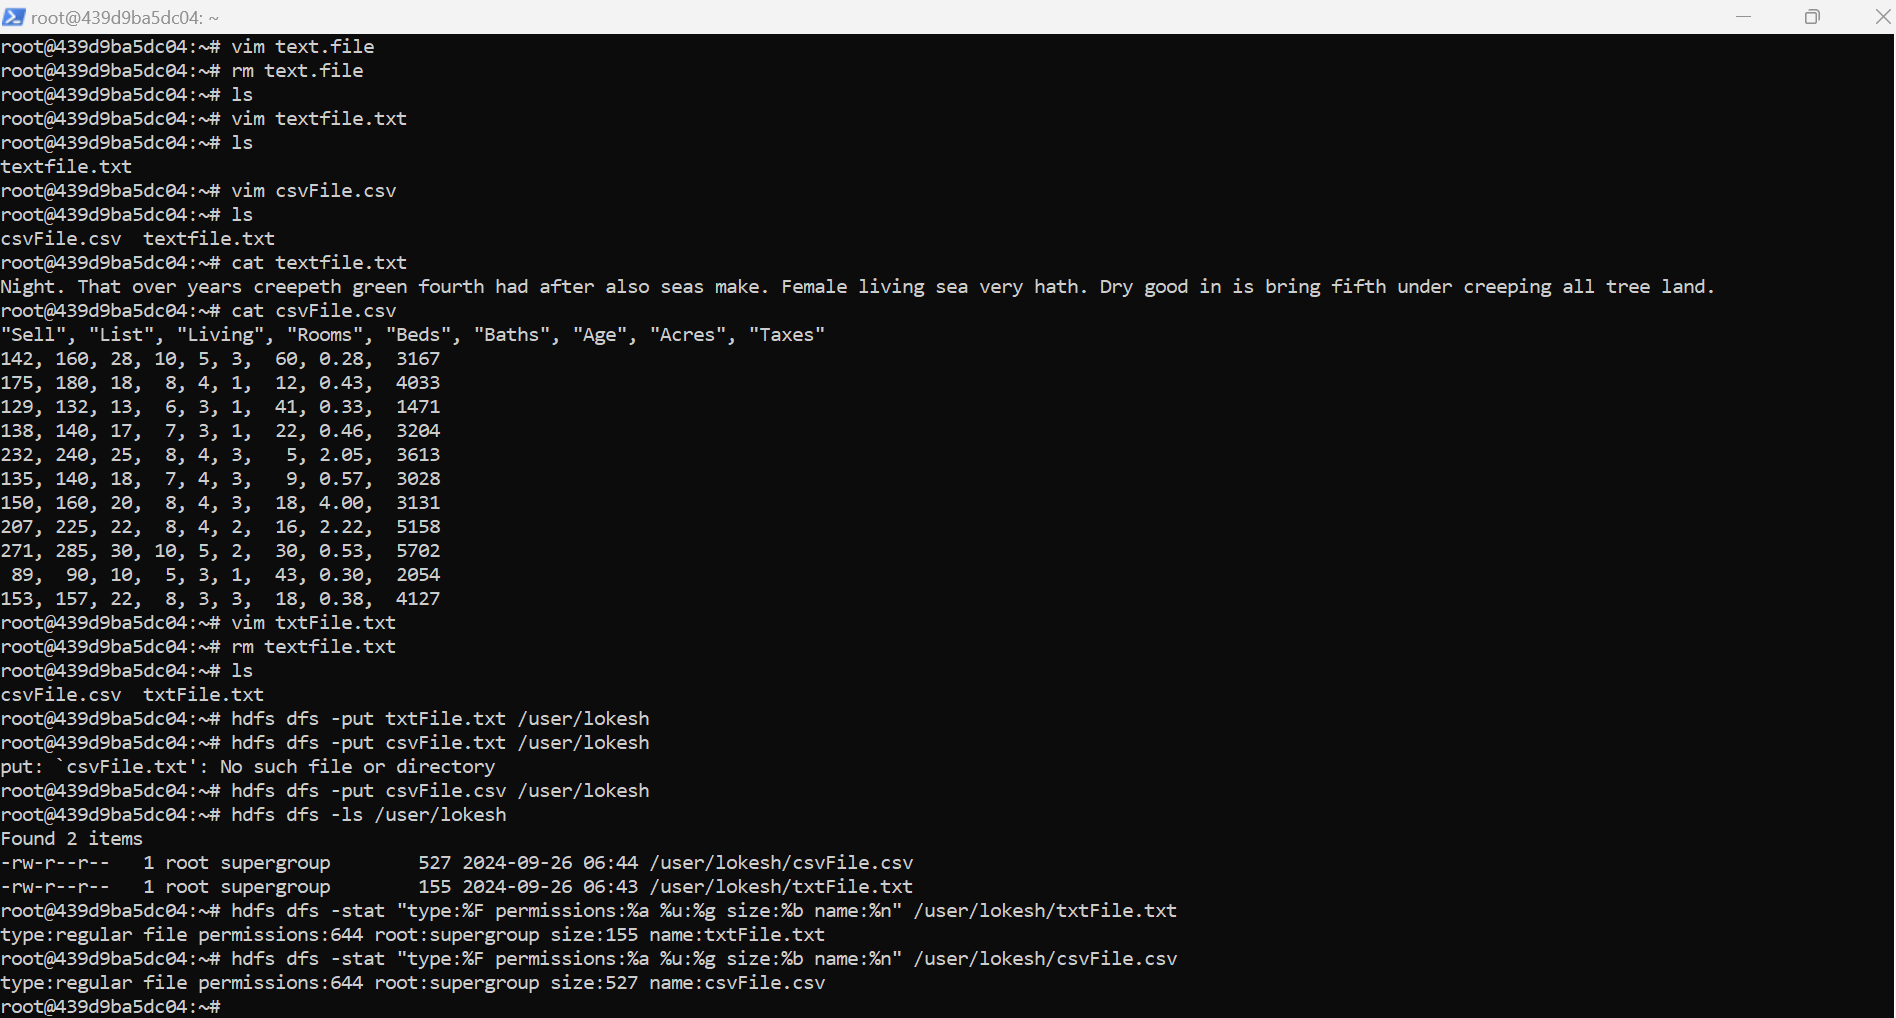 root@439d9ba5dc04: ~
root@439d9ba5dc04:~# vim text.file
root@439d9ba5dc04:~# rm text.file
root@439d9ba5dc04:~# ls
root@439d9ba5dc04:~# vim textfile.txt
root@439d9ba5dc04:~# ls
textfile.txt
root@439d9ba5dc04:~# vim csvFile.csv
root@439d9ba5dc04:~# ls
csvFile.csv  textfile.txt
root@439d9ba5dc04:~# cat textfile.txt
Night. That over years creepeth green fourth had after also seas make. Female living sea very hath. Dry good in is bring fifth under creeping all tree land.
root@439d9ba5dc04:~# cat csvFile.csv
"Sell", "List", "Living", "Rooms", "Beds", "Baths", "Age", "Acres", "Taxes"
142, 160, 28, 10, 5, 3,  60, 0.28,  3167
175, 180, 18,  8, 4, 1,  12, 0.43,  4033
129, 132, 13,  6, 3, 1,  41, 0.33,  1471
138, 140, 17,  7, 3, 1,  22, 0.46,  3204
232, 240, 25,  8, 4, 3,   5, 2.05,  3613
135, 140, 18,  7, 4, 3,   9, 0.57,  3028
150, 160, 20,  8, 4, 3,  18, 4.00,  3131
207, 225, 22,  8, 4, 2,  16, 2.22,  5158
271, 285, 30, 10, 5, 2,  30, 0.53,  5702
 89,  90, 10,  5, 3, 1,  43, 0.30,  2054
153, 157, 22,  8, 3, 3,  18, 0.38,  4127
root@439d9ba5dc04:~# vim txtFile.txt
root@439d9ba5dc04:~# rm textfile.txt
root@439d9ba5dc04:~# ls
csvFile.csv  txtFile.txt
root@439d9ba5dc04:~# hdfs dfs -put txtFile.txt /user/lokesh
root@439d9ba5dc04:~# hdfs dfs -put csvFile.txt /user/lokesh
put: `csvFile.txt': No such file or directory
root@439d9ba5dc04:~# hdfs dfs -put csvFile.csv /user/lokesh
root@439d9ba5dc04:~# hdfs dfs -ls /user/lokesh
Found 2 items
-rw-r--r--   1 root supergroup        527 2024-09-26 06:44 /user/lokesh/csvFile.csv
-rw-r--r--   1 root supergroup        155 2024-09-26 06:43 /user/lokesh/txtFile.txt
root@439d9ba5dc04:~# hdfs dfs -stat "type:%F permissions:%a %u:%g size:%b name:%n" /user/lokesh/txtFile.txt
type:regular file permissions:644 root:supergroup size:155 name:txtFile.txt
root@439d9ba5dc04:~# hdfs dfs -stat "type:%F permissions:%a %u:%g size:%b name:%n" /user/lokesh/csvFile.csv
type:regular file permissions:644 root:supergroup size:527 name:csvFile.csv
root@439d9ba5dc04:~#